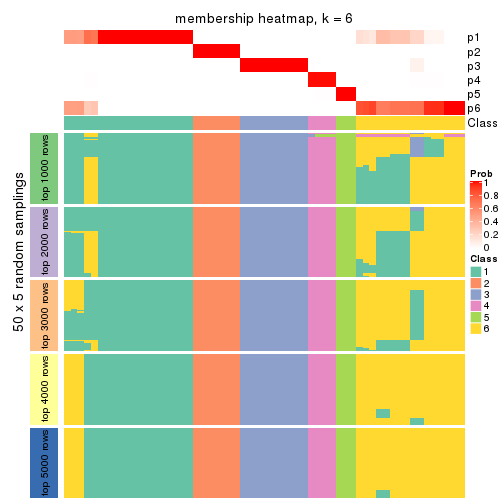 membership heatmap, k = 6
p1
p2
p3
p4
p5
p6
Class
50 x 5 random samplings
top 1000 rows
top 2000 rows
top 3000 rows
top 4000 rows
top 5000 rows
Prob
1
0.8
0.6
0.4
0.2
0
Class
1
2
3
4
5
6